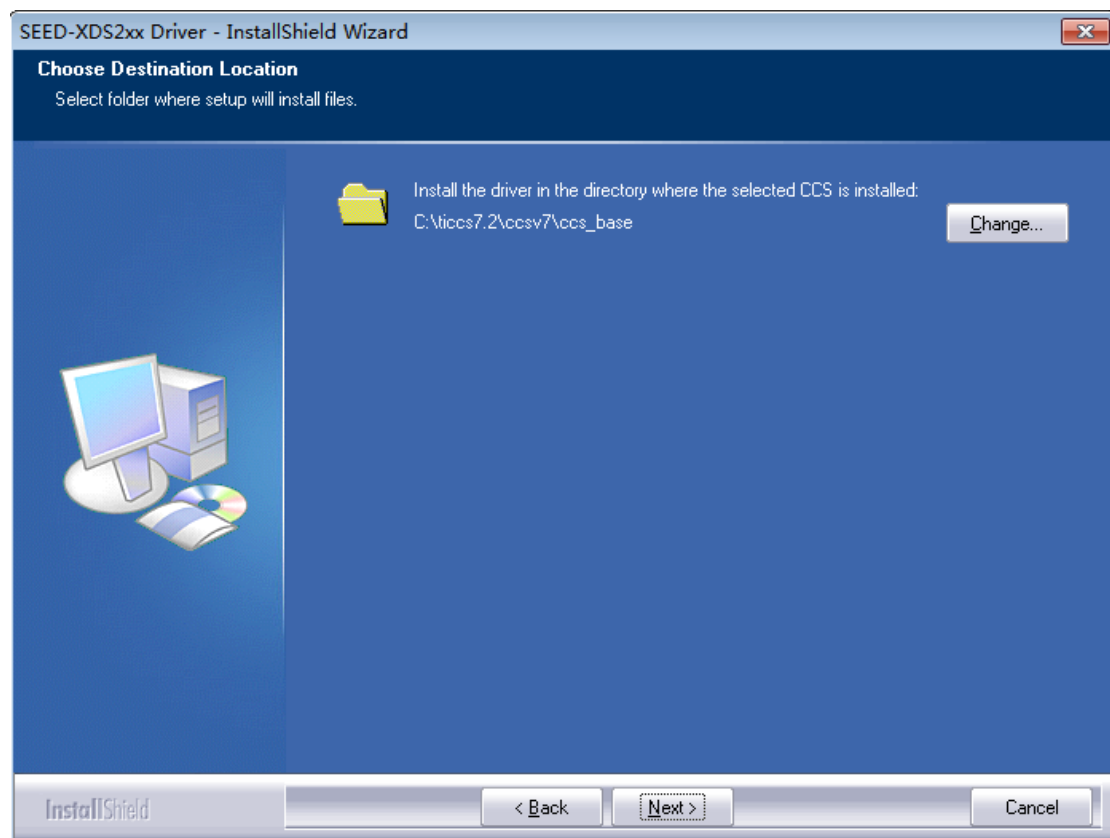 SEED-XDS2xx Driver - InstallShield Wizard
Choose Destination Location
Select folder where setup will install files.
Install the driver in the directory where the selected CCS is installed:
C:\ticcs7.2\ccsv7\ccs_base
Change...
InstallShield
< Back
Next >
Cancel